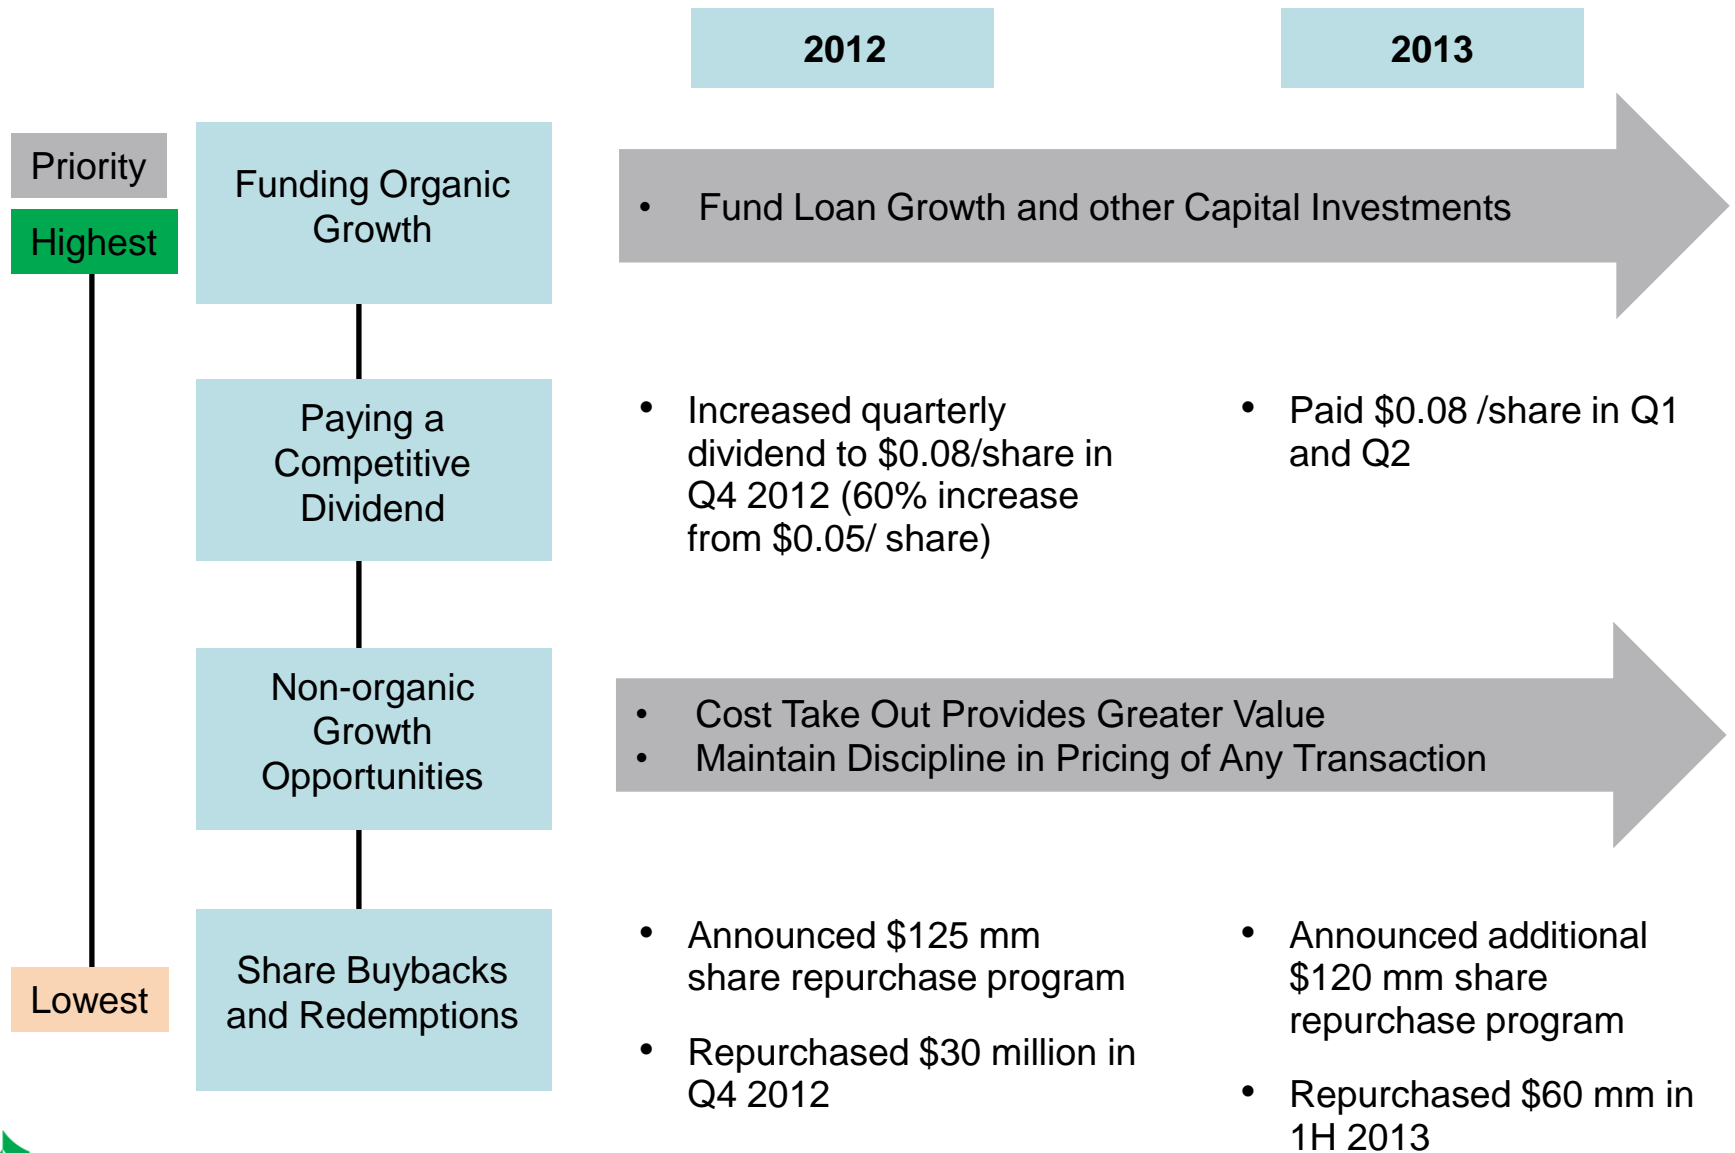 2012
2013
Priority
Highest
Funding Organic
Growth
• Fund Loan Growth and other Capital Investments
Paying a
Competitive
Dividend
• Increased quarterly
dividend to $0.08/share in
Q4 2012 (60% increase
from $0.05/ share)
• Paid $0.08 /share in Q1
and Q2
Non-organic
Growth
Opportunities
• Cost Take Out Provides Greater Value
• Maintain Discipline in Pricing of Any Transaction
Lowest
Share Buybacks
and Redemptions
• Announced $125 mm
share repurchase program
• Repurchased $30 million in
Q4 2012
• Announced additional
$120 mm share
repurchase program
• Repurchased $60 mm in
1H 2013